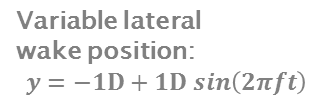 Variable lateral
wake position:
y = −1D + 1D sin(2πft)